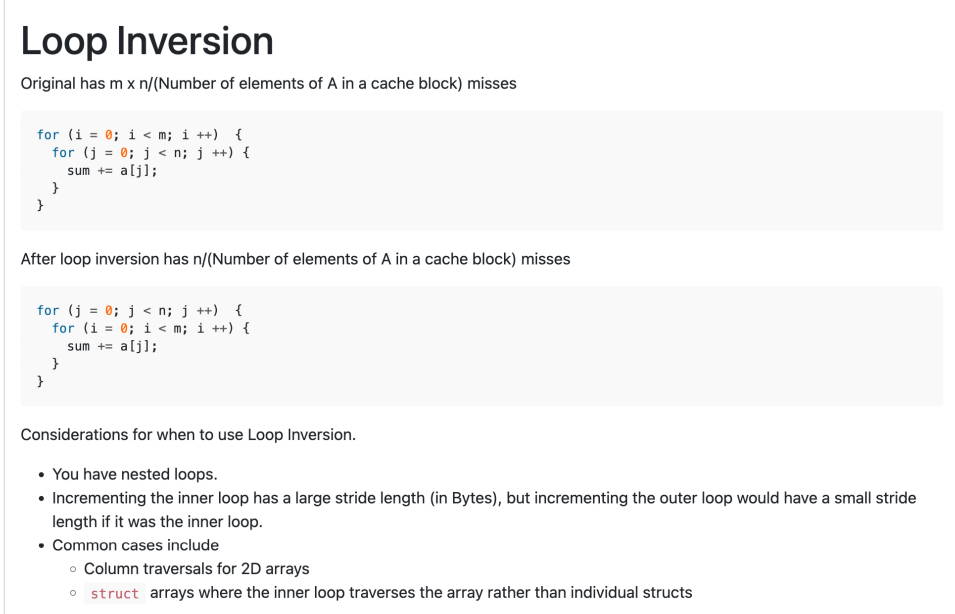 Loop Inversion
Original has m x n/(Number of elements of A in a cache block) misses
for (i = 0; i < m; i ++)  {
  for (j = 0; j < n; j ++) {
    sum += a[j];
  }
}
After loop inversion has n/(Number of elements of A in a cache block) misses
for (j = 0; j < n; j ++)  {
  for (i = 0; i < m; i ++) {
    sum += a[j];
  }
}
Considerations for when to use Loop Inversion.
• You have nested loops.
• Incrementing the inner loop has a large stride length (in Bytes), but incrementing the outer loop would have a small stride
length if it was the inner loop.
• Common cases include
◦ Column traversals for 2D arrays
◦ struct arrays where the inner loop traverses the array rather than individual structs